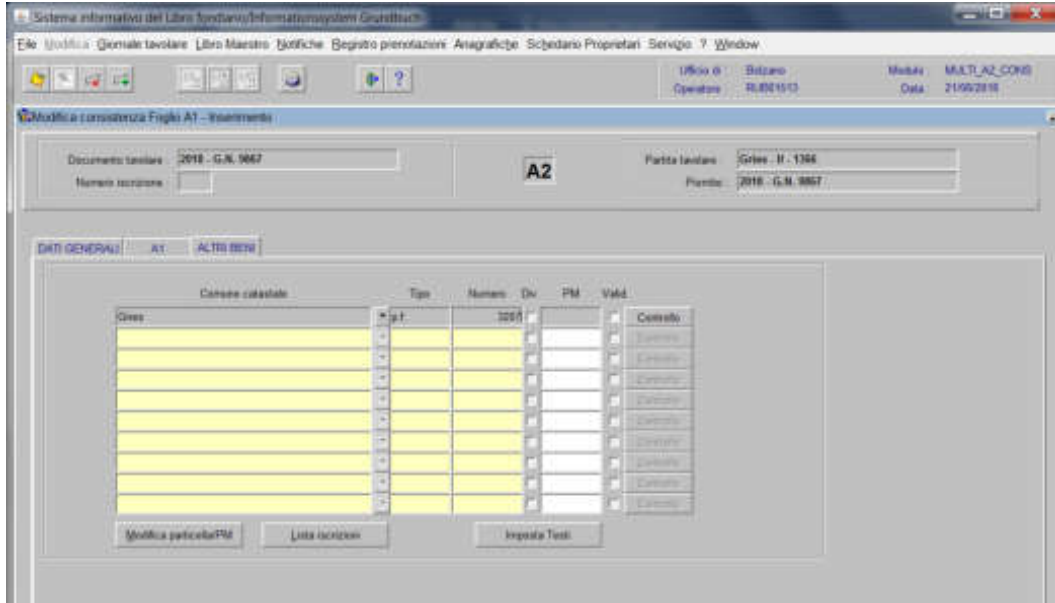 Sistema informativo del Libro fondiario/Informationssystem Grundbuch
File Modifica Giornale tavolare Libro Maestro Notifiche Registro prenotazioni Anagrafiche Schedario Proprietari Servizio ? Window
Ufficio di : Bolzano Modulo MULTI_A2_CONS
Operatore Data
Modifica consistenza Foglio A1 - Inserimento
Documento tavolare 2018 - G.N. 9867 A2 Partita tavolare Gries - II - 1366
Numero iscrizione Piombo 2018 - G.N. 9867
DATI GENERALI A1 ALTRI BENI
Comune catastale Tipo Numero Div PM Valid.
Gries p.f. Controllo
Controllo
Controllo
Controllo
Controllo
Controllo
Controllo
Controllo
Controllo
Controllo
Modifica particella/PM Lista iscrizioni Imposta Testi